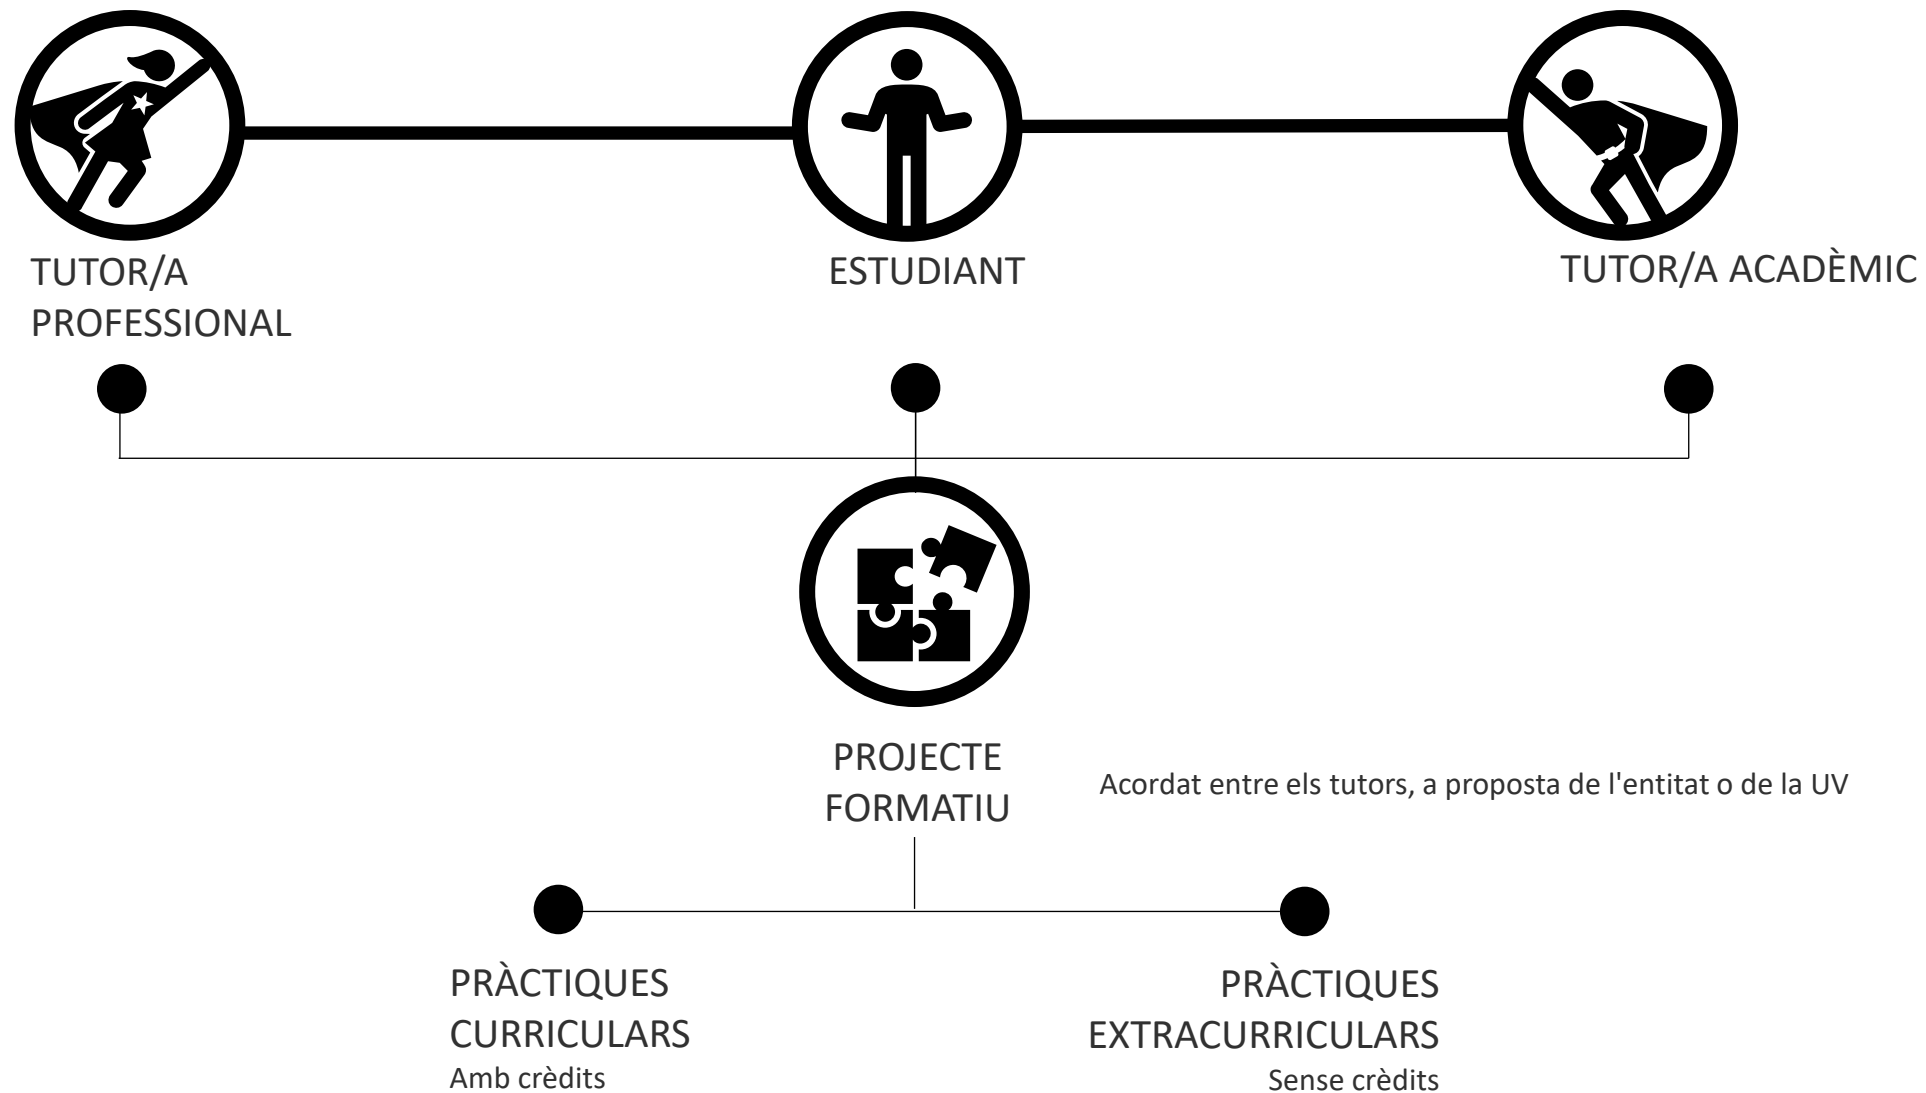 TUTOR/A
PROFESSIONAL
ESTUDIANT
TUTOR/A ACADÈMIC
PROJECTE
FORMATIU
Acordat entre els tutors, a proposta de l'entitat o de la UV
PRÀCTIQUES
CURRICULARS
Amb crèdits
PRÀCTIQUES
EXTRACURRICULARS
Sense crèdits